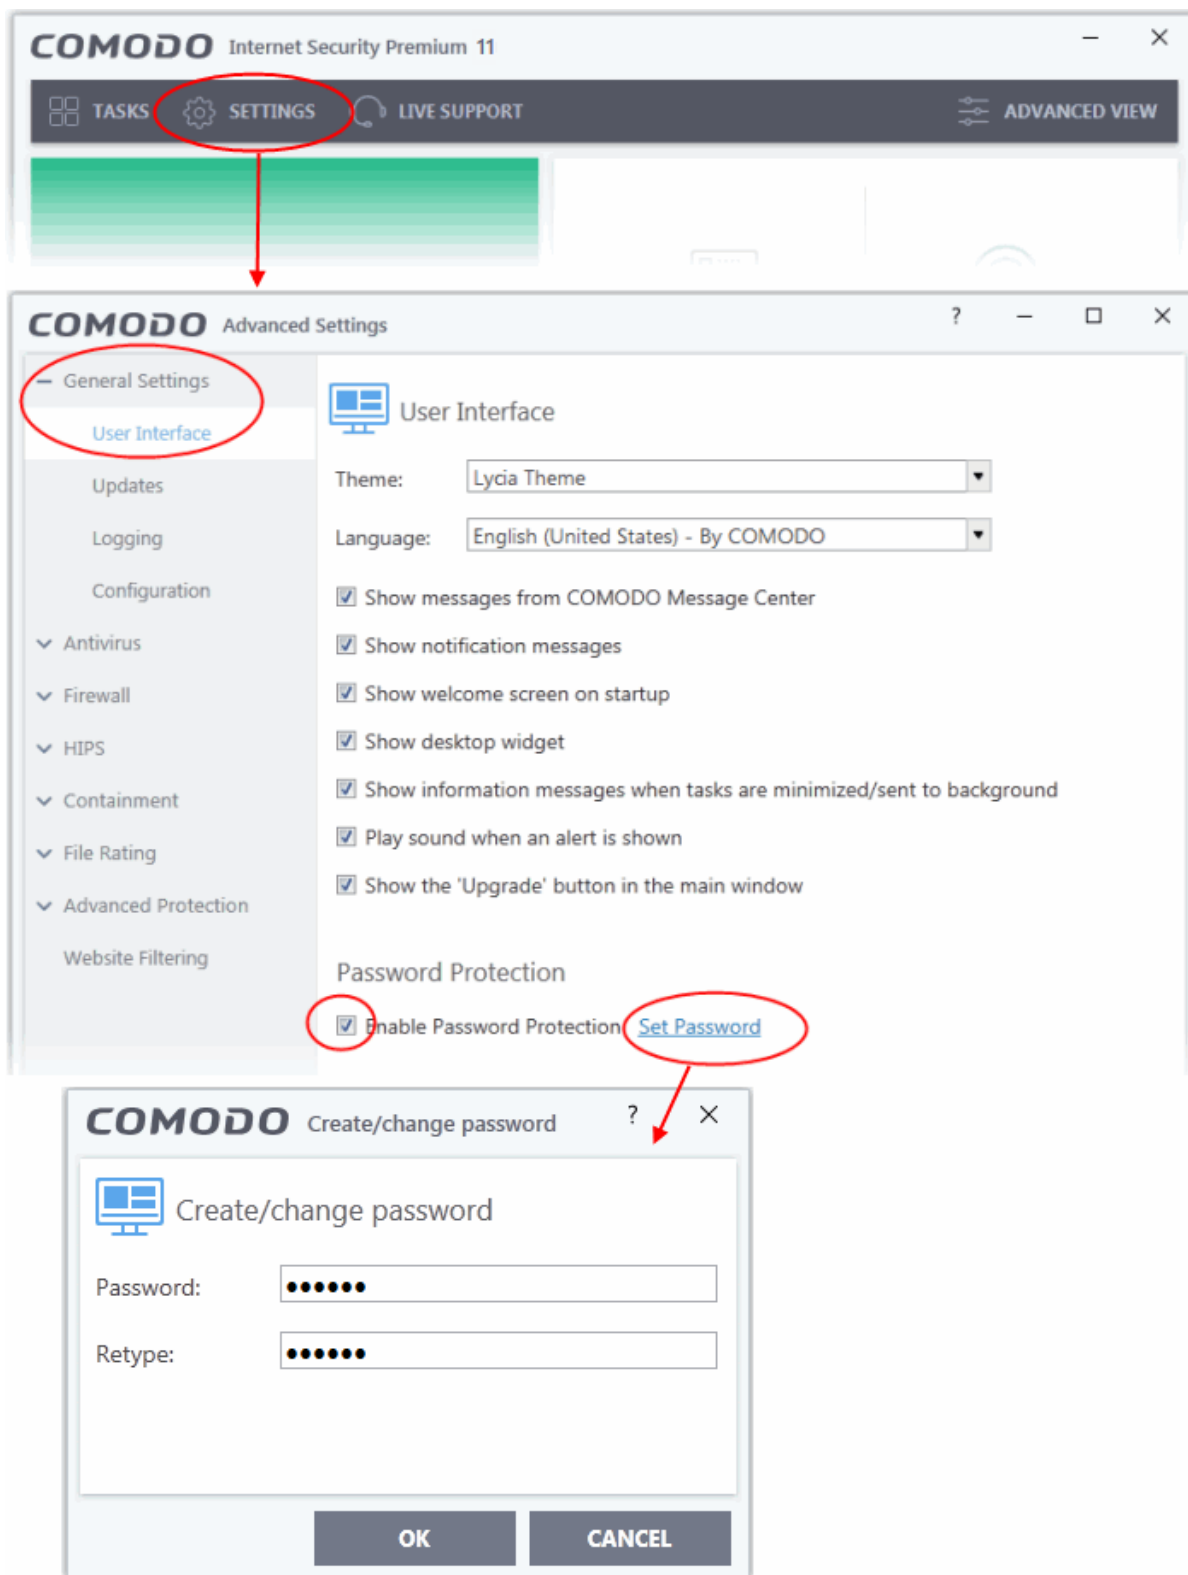 COMODO Internet Security Premium 11
TASKS SETTINGS LIVE SUPPORT ADVANCED VIEW
COMODO Advanced Settings ?
General Settings
User Interface
Updates
Logging
Configuration
Antivirus
Firewall
HIPS
Containment
File Rating
Advanced Protection
Website Filtering
User Interface
Theme: Lycia Theme
Language: English (United States) - By COMODO
Show messages from COMODO Message Center
Show notification messages
Show welcome screen on startup
Show desktop widget
Show information messages when tasks are minimized/sent to background
Play sound when an alert is shown
Show the 'Upgrade' button in the main window
Password Protection
Enable Password Protection Set Password
COMODO Create/change password ?
Create/change password
Password: ●●●●●●
Retype: ●●●●●●
OK CANCEL